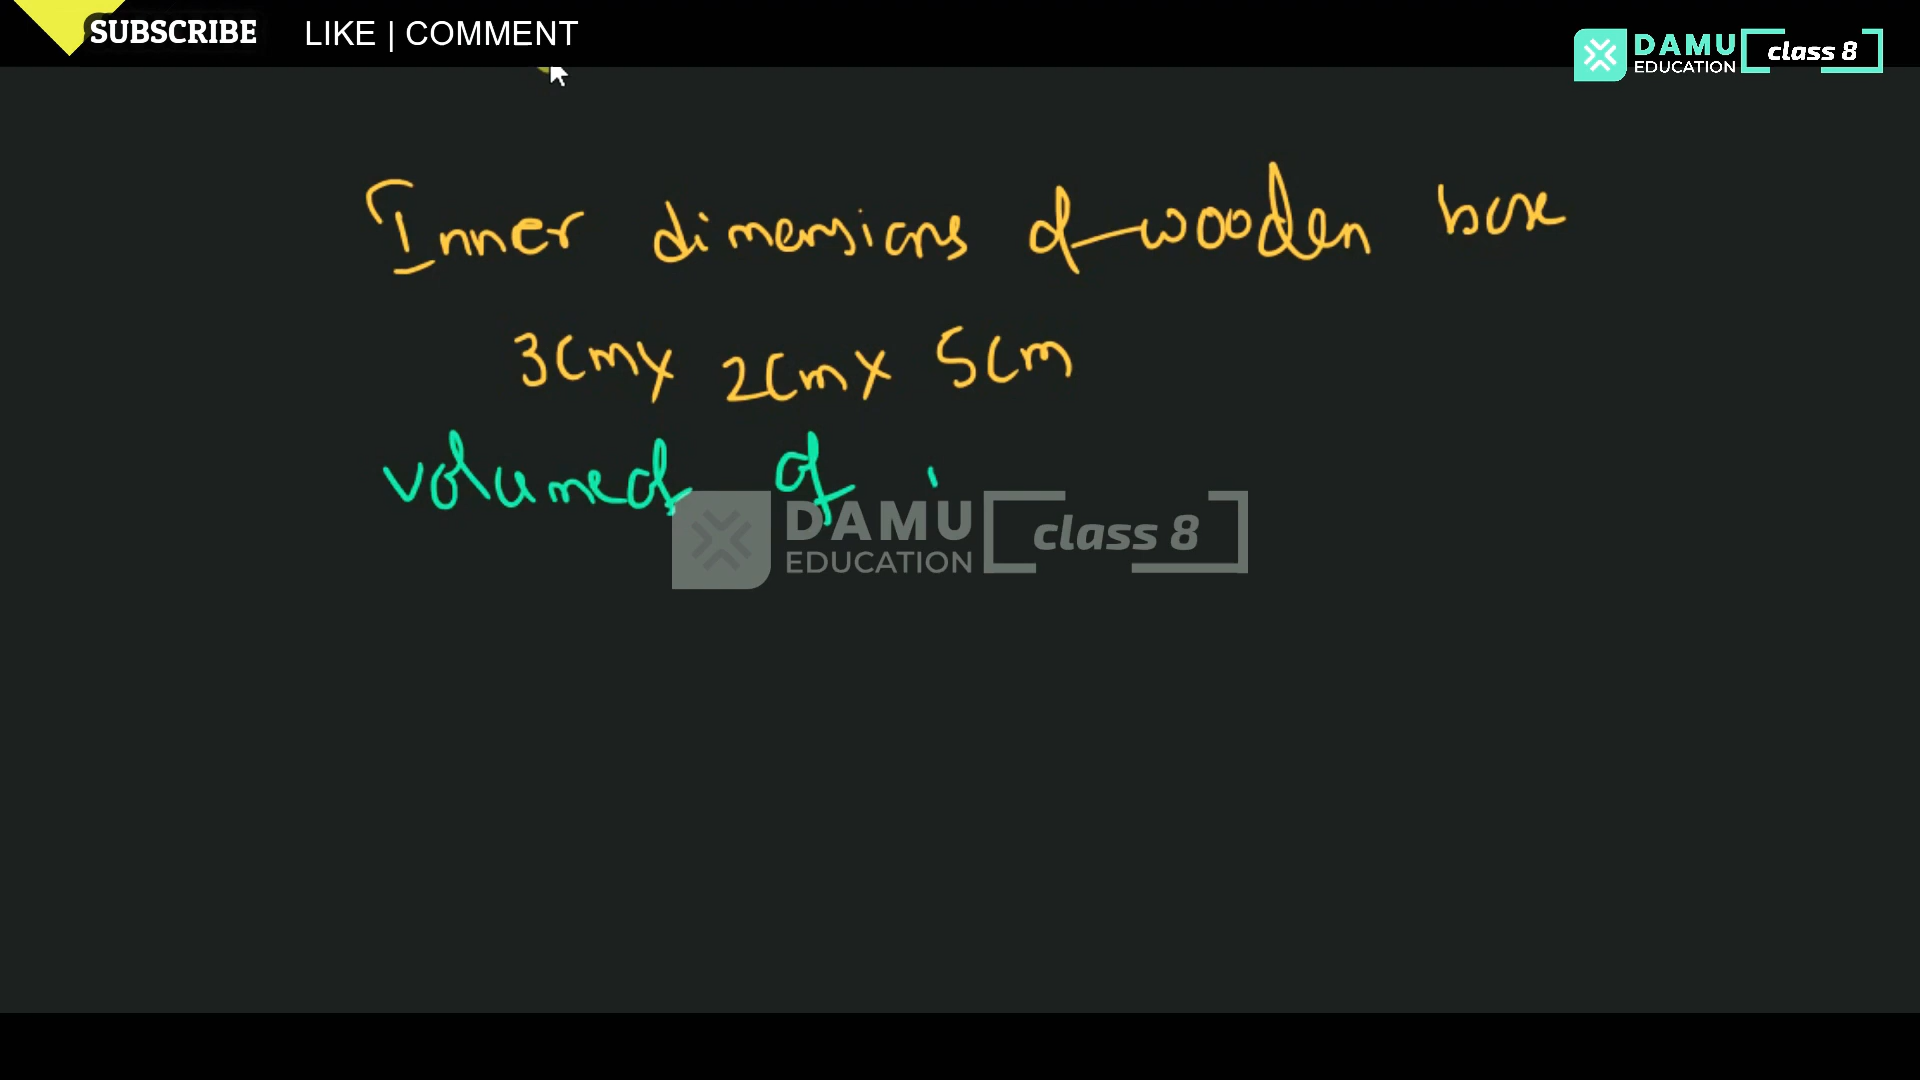 SUBSCRIBE LIKE | COMMENT
DAMU EDUCATION class 8
Inner dimensions of wooden box
3cm x 2cm x 5cm
volumeof of
DAMU EDUCATION class 8